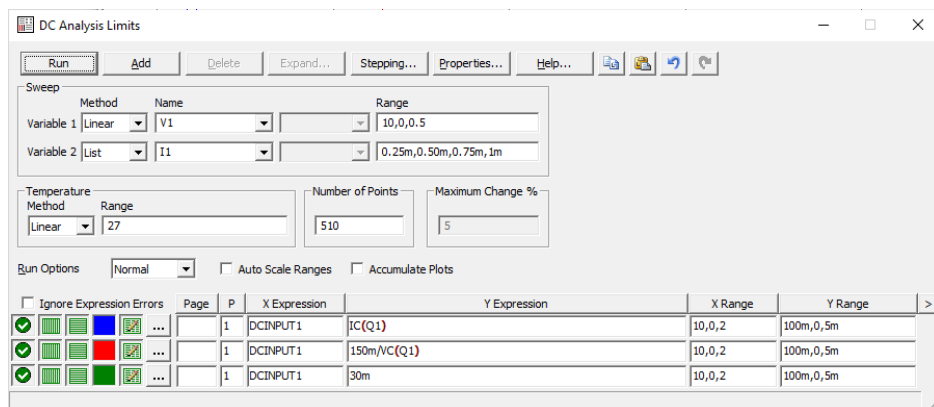 DC Analysis Limits
Run Add Delete Expand... Stepping... Properties... Help...
Sweep
Method Name Range
Variable 1 Linear V1 10,0,0.5
Variable 2 List I1 0.25m,0.50m,0.75m,1m
Temperature Number of Points Maximum Change %
Method Range
Linear 27 510 5
Run Options Normal Auto Scale Ranges Accumulate Plots
Ignore Expression Errors Page P X Expression Y Expression X Range Y Range >
... 1 DCINPUT1 IC(Q1) 10,0,2 100m,0,5m
... 1 DCINPUT1 150m/VC(Q1) 10,0,2 100m,0,5m
... 1 DCINPUT1 30m 10,0,2 100m,0,5m